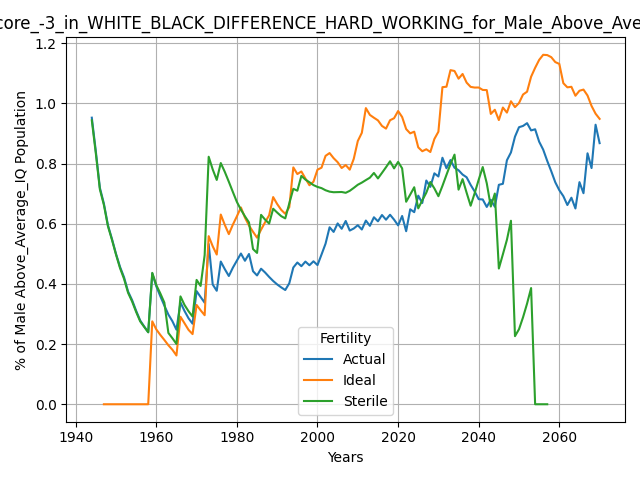 core_-3_in_WHITE_BLACK_DIFFERENCE_HARD_WORKING_for_Male_Above_Ave
1.2
1.0
0.8
0.6
0.4
0.2
0.0
% of Male Above_Average_IQ Population
Fertility
Actual
Ideal
Sterile
1940
1960
1980
2000
2020
2040
2060
Years